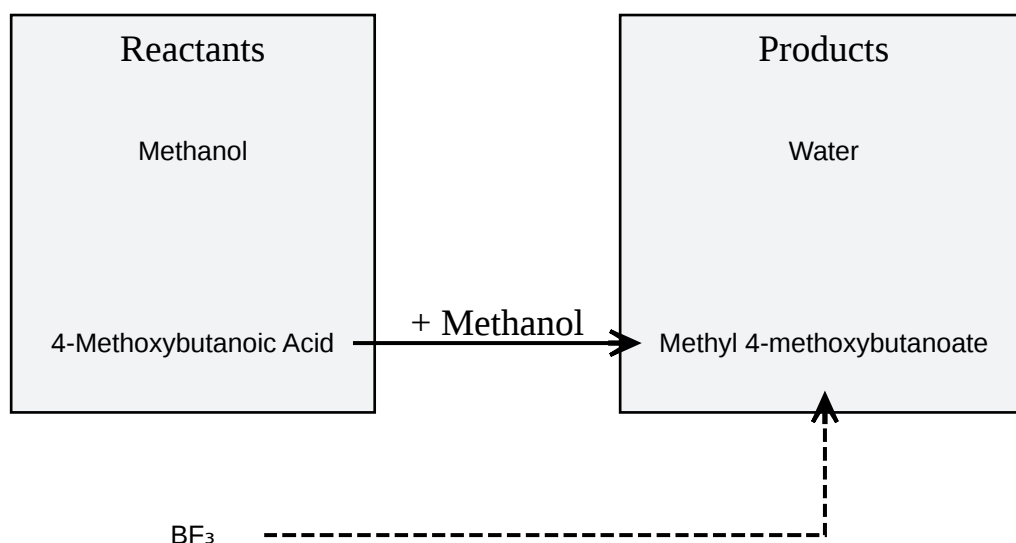 Reactants
Products
Methanol
Water
+ Methanol
4-Methoxybutanoic Acid
Methyl 4-methoxybutanoate
BF₃